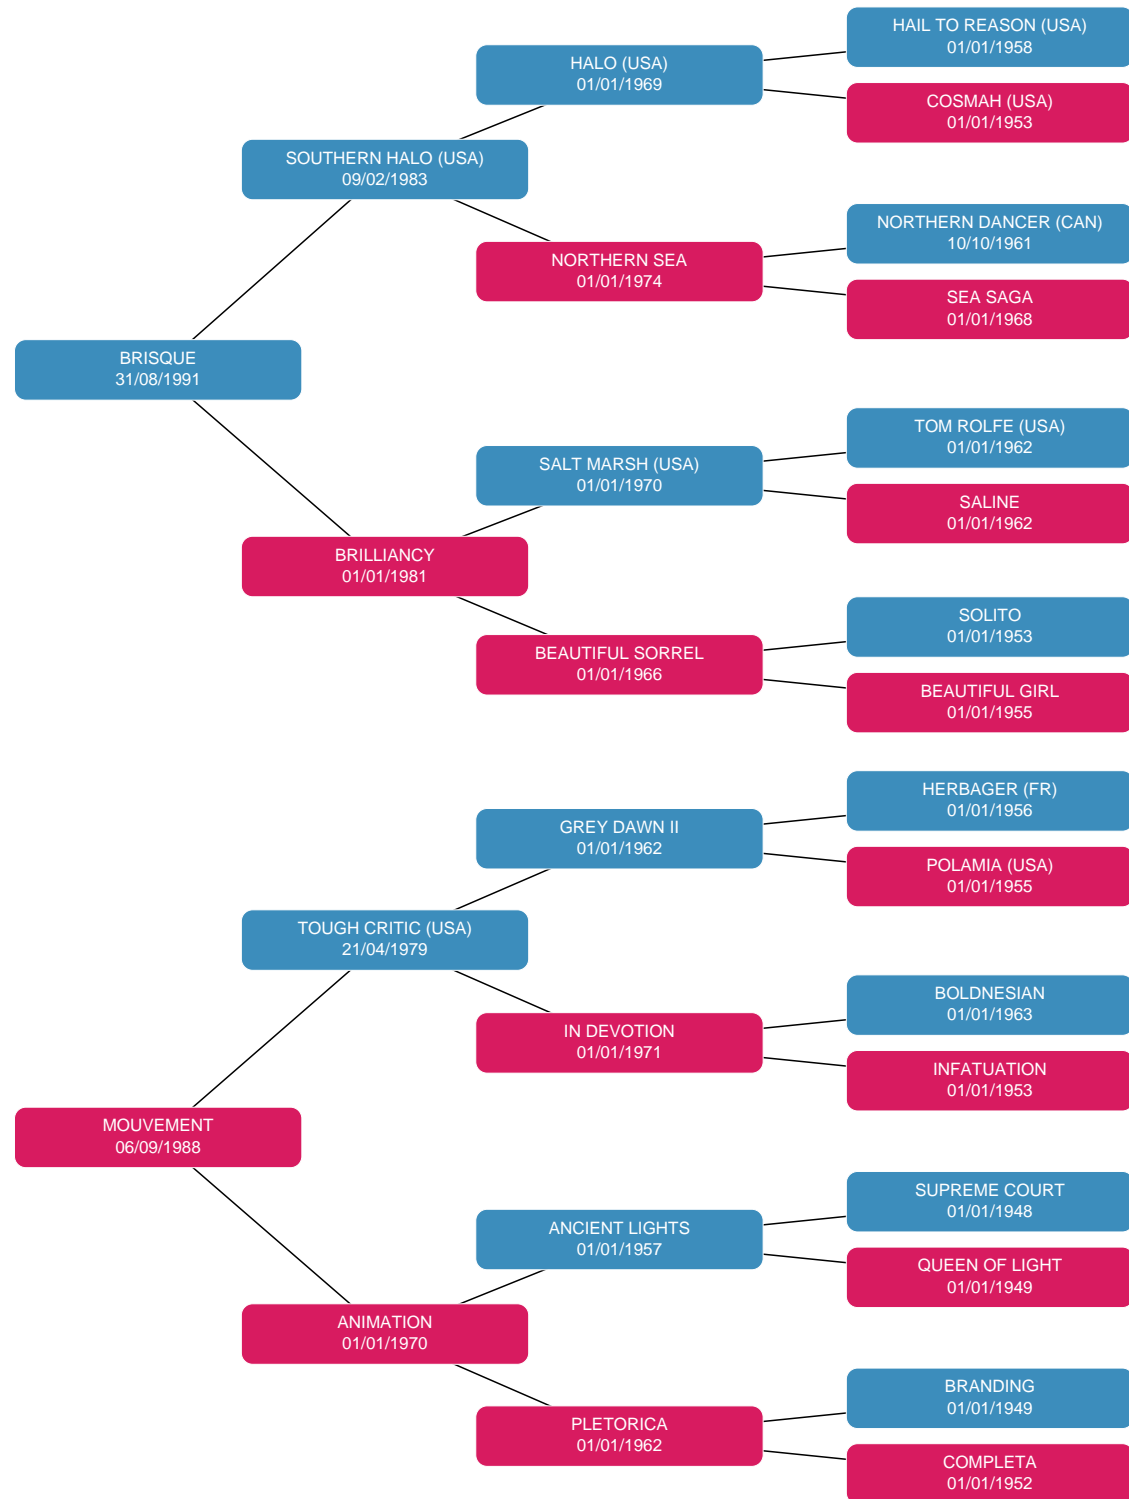 HAIL TO REASON (USA)
01/01/1958
HALO (USA)
01/01/1969
COSMAH (USA)
01/01/1953
SOUTHERN HALO (USA)
09/02/1983
NORTHERN DANCER (CAN)
10/10/1961
NORTHERN SEA
01/01/1974
SEA SAGA
01/01/1968
BRISQUE
31/08/1991
TOM ROLFE (USA)
01/01/1962
SALT MARSH (USA)
01/01/1970
SALINE
01/01/1962
BRILLIANCY
01/01/1981
SOLITO
01/01/1953
BEAUTIFUL SORREL
01/01/1966
BEAUTIFUL GIRL
01/01/1955
HERBAGER (FR)
01/01/1956
GREY DAWN II
01/01/1962
POLAMIA (USA)
01/01/1955
TOUGH CRITIC (USA)
21/04/1979
BOLDNESIAN
01/01/1963
IN DEVOTION
01/01/1971
INFATUATION
01/01/1953
MOUVEMENT
06/09/1988
SUPREME COURT
01/01/1948
ANCIENT LIGHTS
01/01/1957
QUEEN OF LIGHT
01/01/1949
ANIMATION
01/01/1970
BRANDING
01/01/1949
PLETORICA
01/01/1962
COMPLETA
01/01/1952